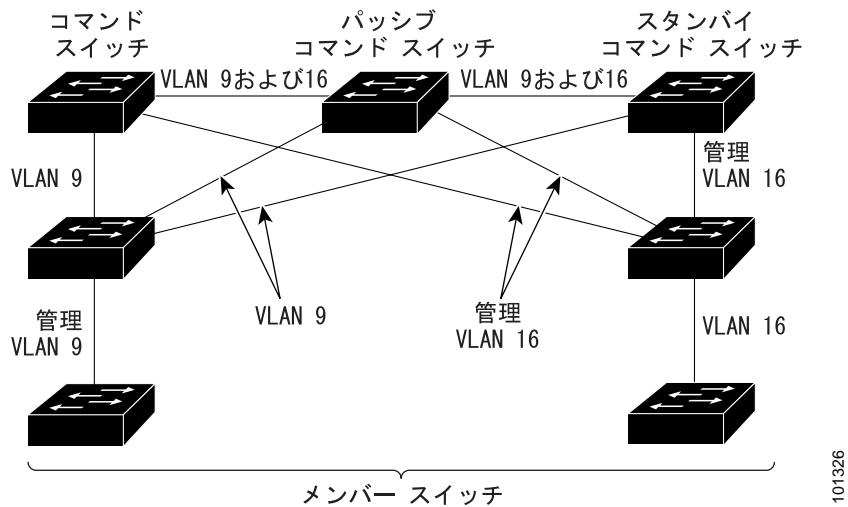 コマンド
スイッチ
パッシブ
コマンド スイッチ
スタンバイ
コマンド スイッチ
VLAN 9および16
VLAN 9および16
VLAN 9
管理
VLAN 16
VLAN 9
管理
VLAN 16
管理
VLAN 9
VLAN 16
メンバー スイッチ
101326